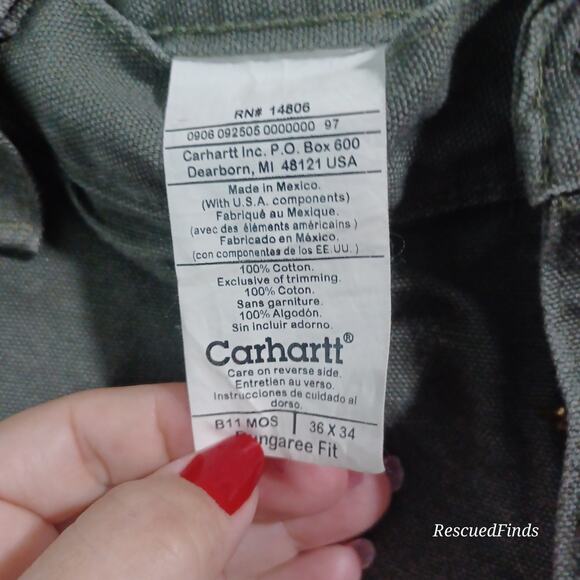 RN# 14806
0906 092505 0000000 97
Carhartt Inc. P.O. Box 600
Dearborn, MI 48121 USA
Made in Mexico.
(With U.S.A. components)
Fabriqué au Mexique.
(avec des éléments américains )
Fabricado en México.
(con componentes de los EE.UU. )
100% Cotton.
Exclusive of trimming.
100% Coton.
Sans garniture.
100% Algodón.
Sin incluir adorno.
Carhartt®
Care on reverse side.
Entretien au verso.
Instrucciones de cuidado al
dorso.
B11 MOS 36 X 34
Fit
RescuedFinds